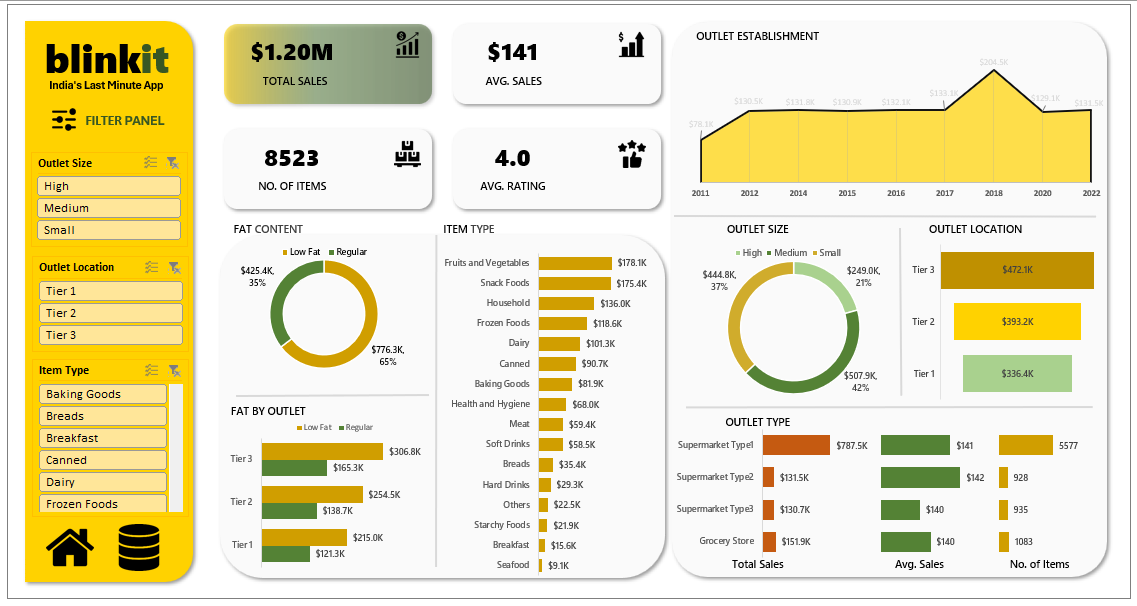 blinkit
India's Last Minute App
FILTER PANEL
Outlet Size
High
Medium
Small
Outlet Location
Tier 1
Tier 2
Tier 3
Item Type
Baking Goods
Breads
Breakfast
Canned
Dairy
Frozen Foods
$1.20M
TOTAL SALES
$141
AVG. SALES
8523
NO. OF ITEMS
4.0
AVG. RATING
FAT CONTENT
Low Fat Regular
$425.4K,
35%
$776.3K,
65%
FAT BY OUTLET
Low Fat Regular
Tier 3 $306.8K
$165.3K
Tier 2 $254.5K
$138.7K
Tier 1 $215.0K
$121.3K
ITEM TYPE
Fruits and Vegetables $178.1K
Snack Foods $175.4K
Household $136.0K
Frozen Foods $118.6K
Dairy $101.3K
Canned $90.7K
Baking Goods $81.9K
Health and Hygiene $68.0K
Meat $59.4K
Soft Drinks $58.5K
Breads $35.4K
Hard Drinks $29.3K
Others $22.5K
Starchy Foods $21.9K
Breakfast $15.6K
Seafood $9.1K
OUTLET ESTABLISHMENT
$78.1K $130.5K $131.8K $130.9K $132.1K $133.1K $204.5K $129.1K $131.5K
2011 2012 2014 2015 2016 2017 2018 2020 2022
OUTLET SIZE
High Medium Small
$444.8K,
37%
$249.0K,
21%
$507.9K,
42%
OUTLET LOCATION
Tier 3 $472.1K
Tier 2 $393.2K
Tier 1 $336.4K
OUTLET TYPE
Supermarket Type1 $787.5K $141 5577
Supermarket Type2 $131.5K $142 928
Supermarket Type3 $130.7K $140 935
Grocery Store $151.9K $140 1083
Total Sales Avg. Sales No. of Items